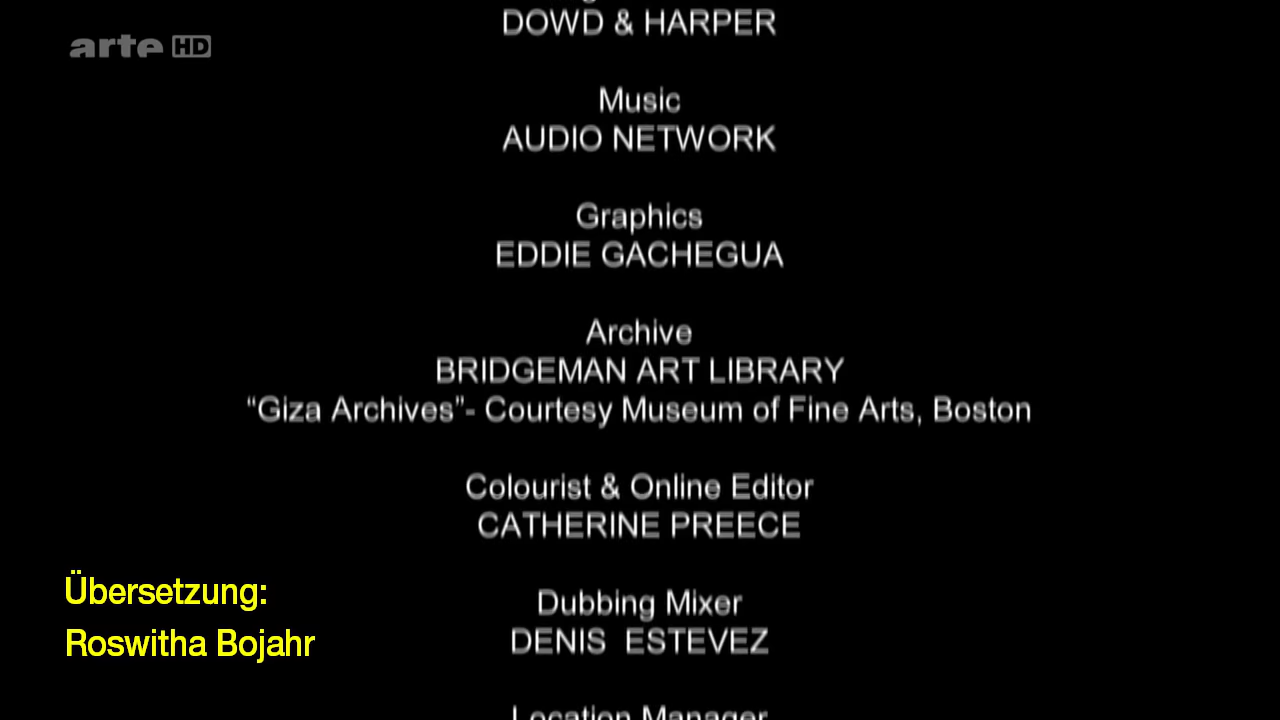 arte HD
DOWD & HARPER
Music
AUDIO NETWORK
Graphics
EDDIE GACHEGUA
Archive
BRIDGEMAN ART LIBRARY
“Giza Archives”- Courtesy Museum of Fine Arts, Boston
Colourist & Online Editor
CATHERINE PREECE
Dubbing Mixer
DENIS  ESTEVEZ
Location Manager
Übersetzung:
Roswitha Bojahr